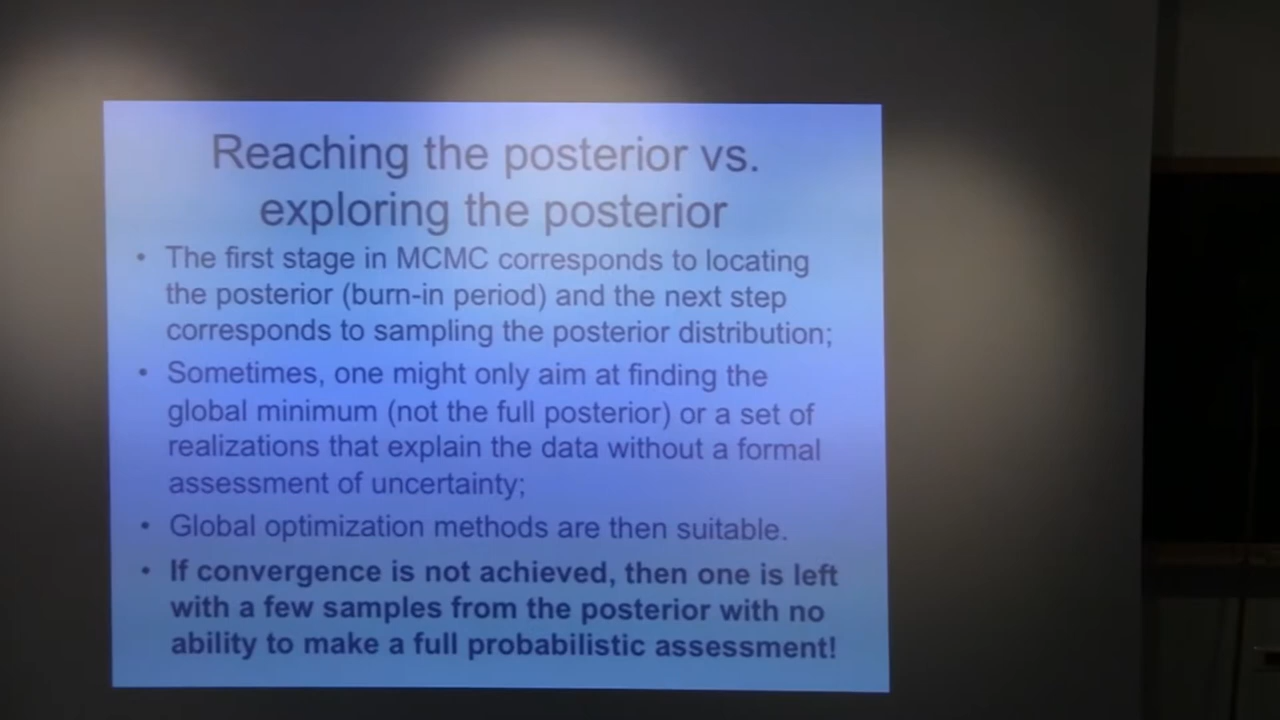 Reaching the posterior vs.
exploring the posterior
• The first stage in MCMC corresponds to locating
the posterior (burn-in period) and the next step
corresponds to sampling the posterior distribution;
• Sometimes, one might only aim at finding the
global minimum (not the full posterior) or a set of
realizations that explain the data without a formal
assessment of uncertainty;
• Global optimization methods are then suitable.
• If convergence is not achieved, then one is left
with a few samples from the posterior with no
ability to make a full probabilistic assessment!